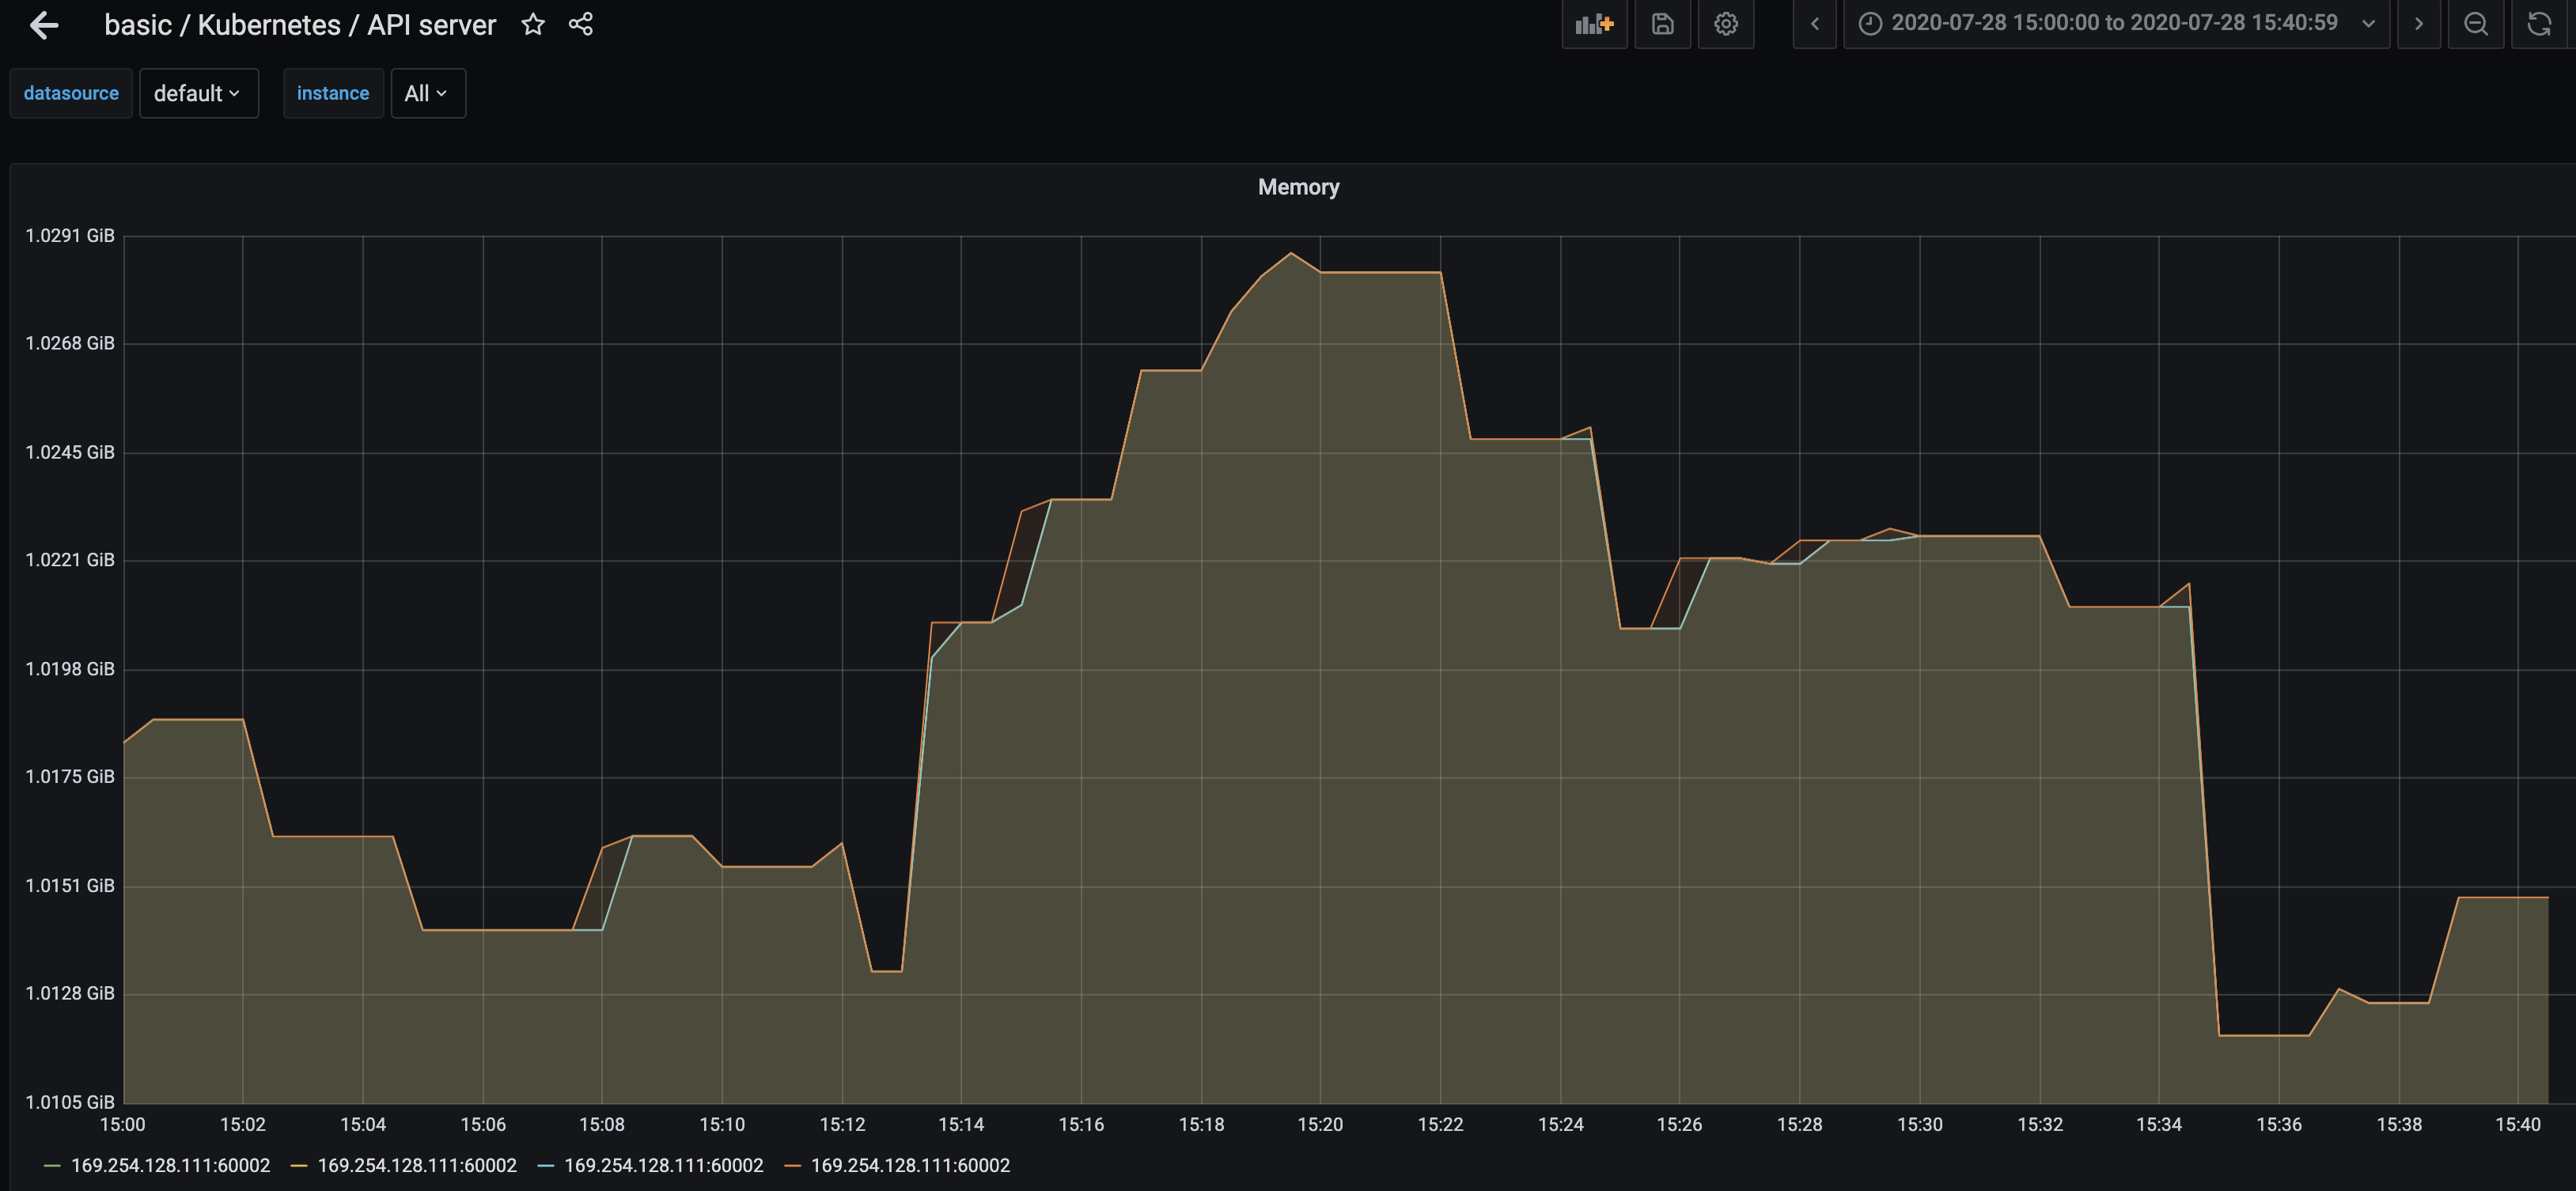 basic / Kubernetes / API server
2020-07-28 15:00:00 to 2020-07-28 15:40:59
datasource default instance All
Memory
1.0291 GiB
1.0268 GiB
1.0245 GiB
1.0221 GiB
1.0198 GiB
1.0175 GiB
1.0151 GiB
1.0128 GiB
1.0105 GiB
15:00 15:02 15:04 15:06 15:08 15:10 15:12 15:14 15:16 15:18 15:20 15:22 15:24 15:26 15:28 15:30 15:32 15:34 15:36 15:38 15:40
169.254.128.111:60002 169.254.128.111:60002 169.254.128.111:60002 169.254.128.111:60002